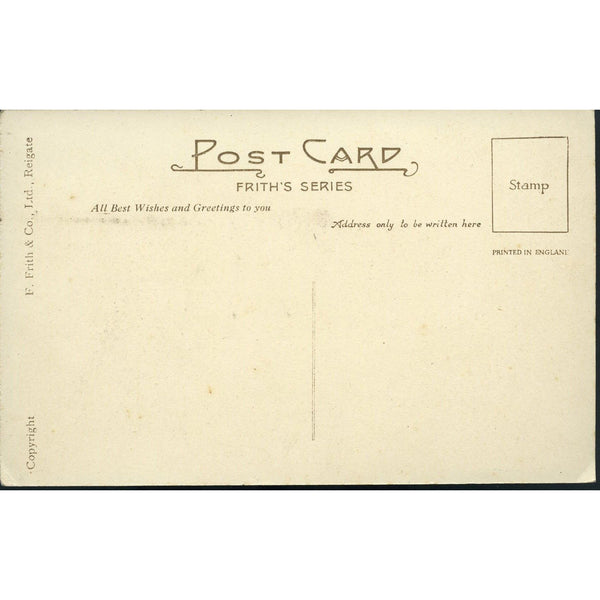 POST CARD
FRITH'S SERIES
All Best Wishes and Greetings to you
Address only to be written here
Stamp
PRINTED IN ENGLAND
F. Frith & Co., Ltd., Reigate
Copyright